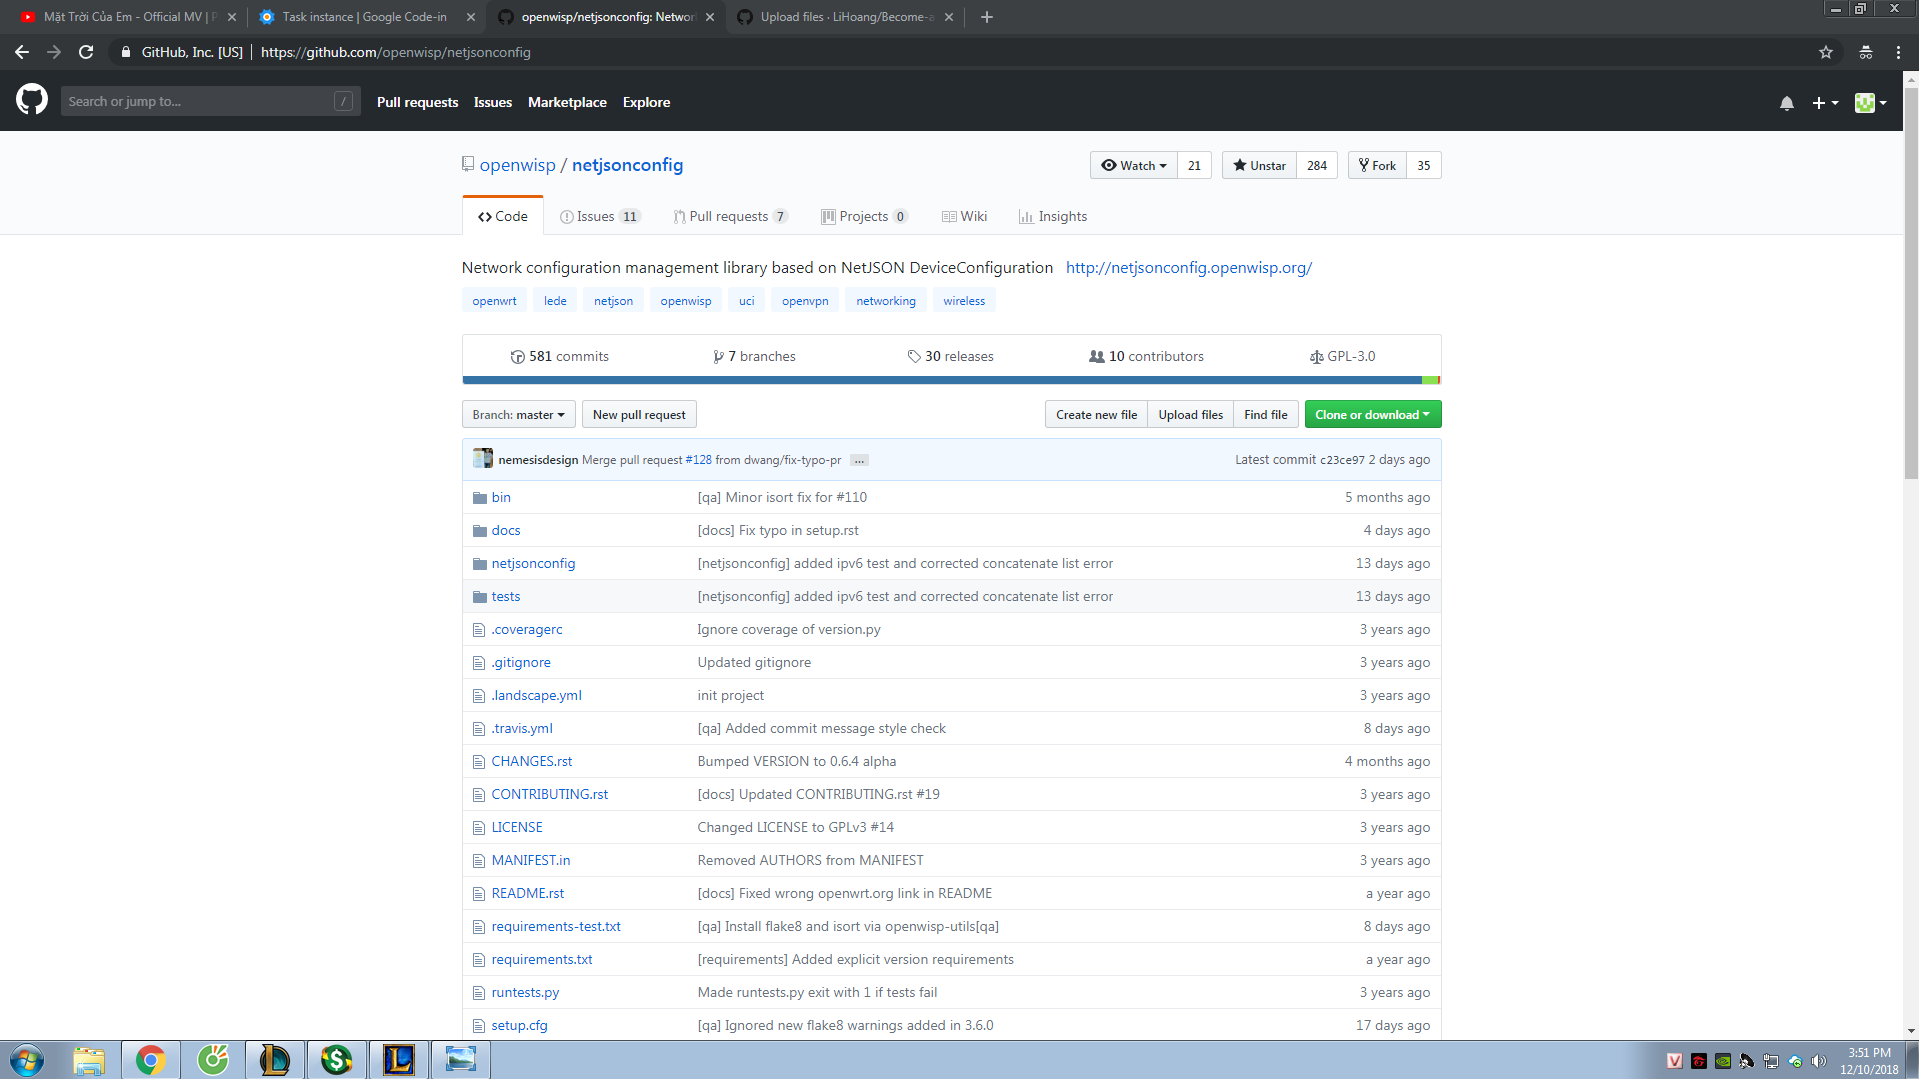 Mặt Trời Của Em - Official MV | P
Task instance | Google Code-in
openwisp/netjsonconfig: Networ
Upload files · LiHoang/Become-a
GitHub, Inc. [US] | https://github.com/openwisp/netjsonconfig
Search or jump to... /
Pull requests Issues Marketplace Explore
openwisp / netjsonconfig
Watch 21 Unstar 284 Fork 35
Code Issues 11 Pull requests 7 Projects 0 Wiki Insights
Network configuration management library based on NetJSON DeviceConfiguration http://netjsonconfig.openwisp.org/
openwrt lede netjson openwisp uci openvpn networking wireless
581 commits 7 branches 30 releases 10 contributors GPL-3.0
Branch: master New pull request Create new file Upload files Find file Clone or download
nemesisdesign Merge pull request #128 from dwang/fix-typo-pr ... Latest commit c23ce97 2 days ago
bin [qa] Minor isort fix for #110 5 months ago
docs [docs] Fix typo in setup.rst 4 days ago
netjsonconfig [netjsonconfig] added ipv6 test and corrected concatenate list error 13 days ago
tests [netjsonconfig] added ipv6 test and corrected concatenate list error 13 days ago
.coveragerc Ignore coverage of version.py 3 years ago
.gitignore Updated gitignore 3 years ago
.landscape.yml init project 3 years ago
.travis.yml [qa] Added commit message style check 8 days ago
CHANGES.rst Bumped VERSION to 0.6.4 alpha 4 months ago
CONTRIBUTING.rst [docs] Updated CONTRIBUTING.rst #19 3 years ago
LICENSE Changed LICENSE to GPLv3 #14 3 years ago
MANIFEST.in Removed AUTHORS from MANIFEST 3 years ago
README.rst [docs] Fixed wrong openwrt.org link in README a year ago
requirements-test.txt [qa] Install flake8 and isort via openwisp-utils[qa] 8 days ago
requirements.txt [requirements] Added explicit version requirements a year ago
runtests.py Made runtests.py exit with 1 if tests fail 3 years ago
setup.cfg [qa] Ignored new flake8 warnings added in 3.6.0 17 days ago
3:51 PM
12/10/2018